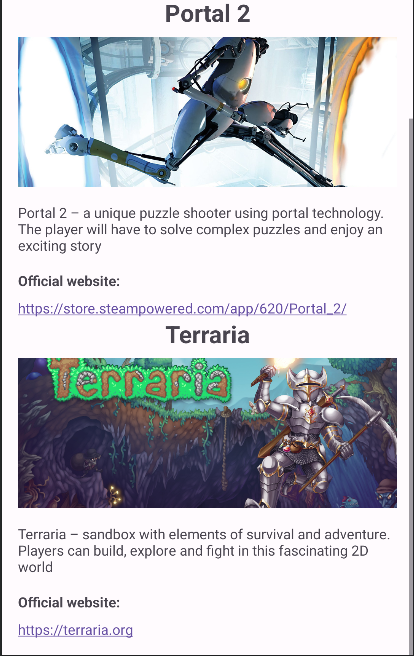 Portal 2
Portal 2 – a unique puzzle shooter using portal technology.
The player will have to solve complex puzzles and enjoy an
exciting story
Official website:
https://store.steampowered.com/app/620/Portal_2/
Terraria
Terraria
Terraria – sandbox with elements of survival and adventure.
Players can build, explore and fight in this fascinating 2D
world
Official website:
https://terraria.org